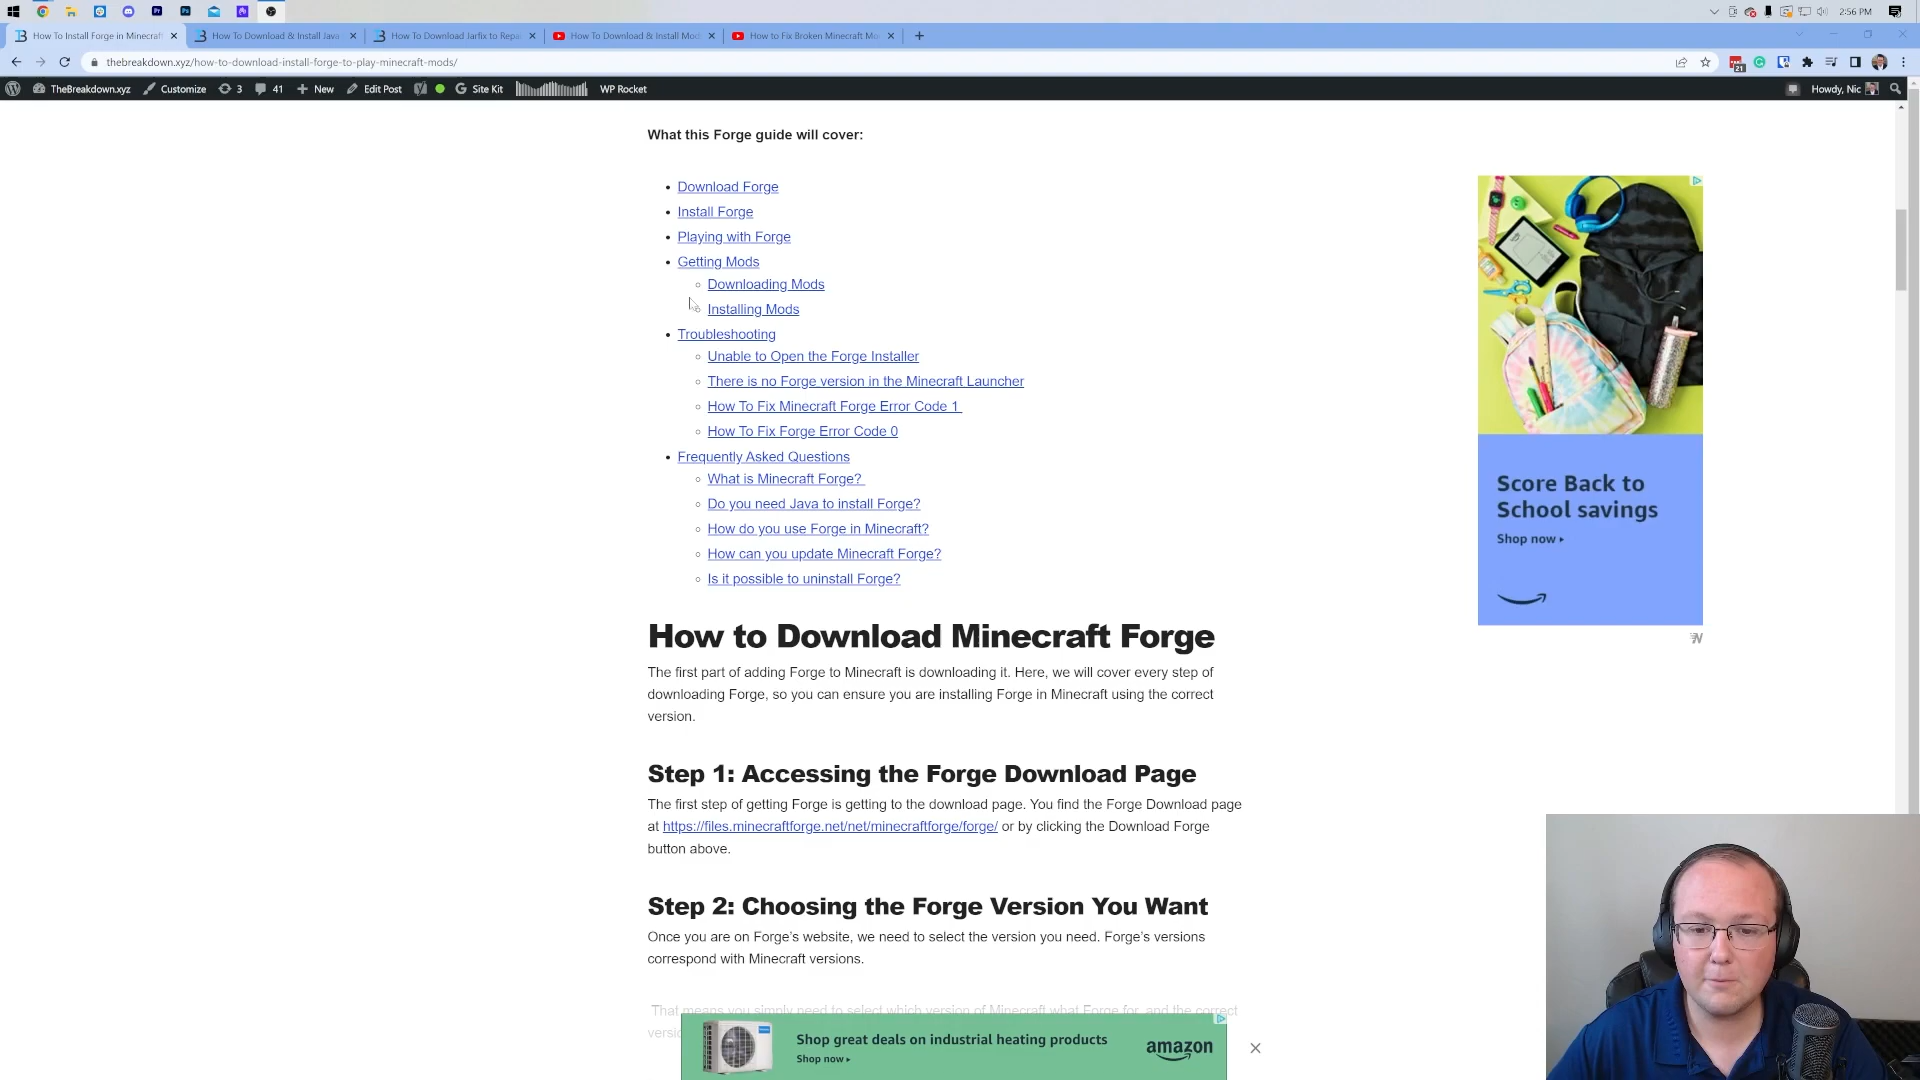 2:56 PM
How To Install Forge in Minecraft
How To Download & Install Java
How To Download Jarfix to Repa
How To Download & Install Mod
How to Fix Broken Minecraft Mo
thebreakdown.xyz/how-to-download-install-forge-to-play-minecraft-mods/
21
TheBreakdown.xyz Customize 3 41 New Edit Post Site Kit WP Rocket Howdy, Nic
What this Forge guide will cover:
Download Forge
Install Forge
Playing with Forge
Getting Mods
Downloading Mods
Installing Mods
Troubleshooting
Unable to Open the Forge Installer
There is no Forge version in the Minecraft Launcher
How To Fix Minecraft Forge Error Code 1
How To Fix Forge Error Code 0
Frequently Asked Questions
What is Minecraft Forge?
Do you need Java to install Forge?
How do you use Forge in Minecraft?
How can you update Minecraft Forge?
Is it possible to uninstall Forge?
Score Back to
School savings
Shop now
How to Download Minecraft Forge
The first part of adding Forge to Minecraft is downloading it. Here, we will cover every step of
downloading Forge, so you can ensure you are installing Forge in Minecraft using the correct
version.
Step 1: Accessing the Forge Download Page
The first step of getting Forge is getting to the download page. You find the Forge Download page
at https://files.minecraftforge.net/net/minecraftforge/forge/ or by clicking the Download Forge
button above.
Step 2: Choosing the Forge Version You Want
Once you are on Forge's website, we need to select the version you need. Forge's versions
correspond with Minecraft versions.
That means you simply need to select which version of Minecraft what Forge for, and the correct
Shop great deals on industrial heating products
Shop now
amazon